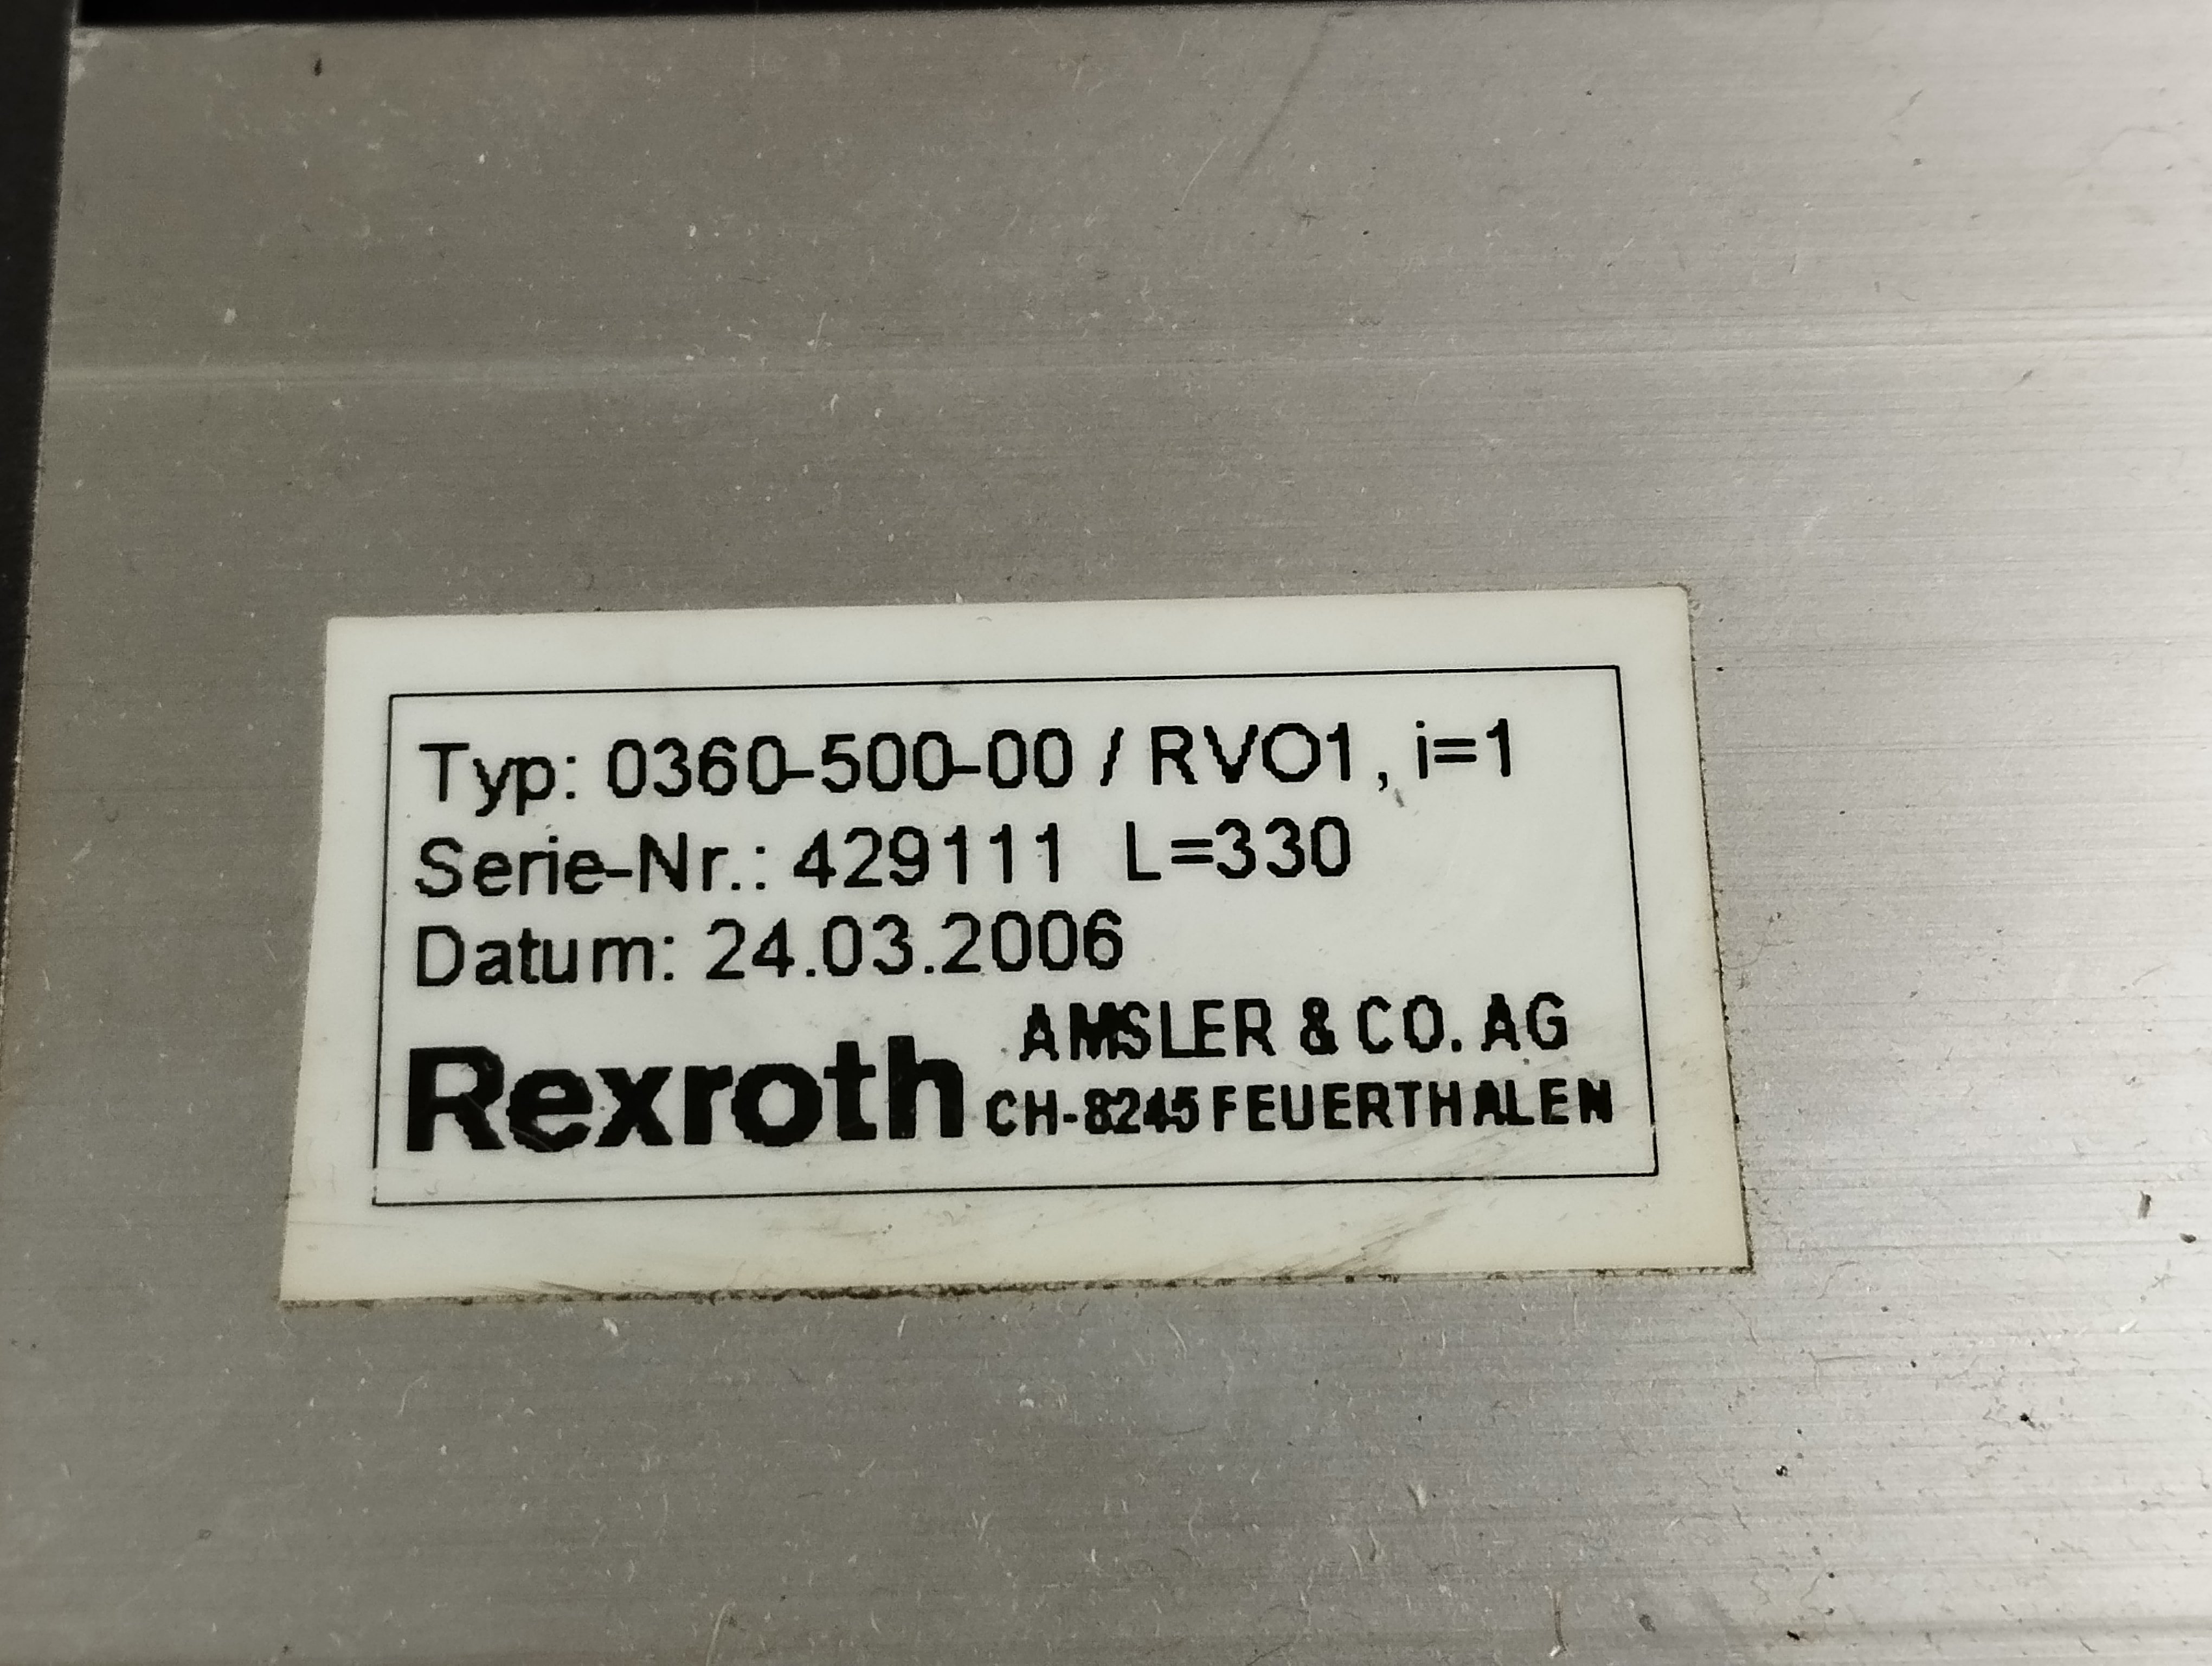 Typ: 0360-500-00 / RVO1, i=1
Serie-Nr.: 429111 L=330
Datum: 24.03.2006
Rexroth AMSLER & CO. AG
CH-8245 FEUERTHALEN